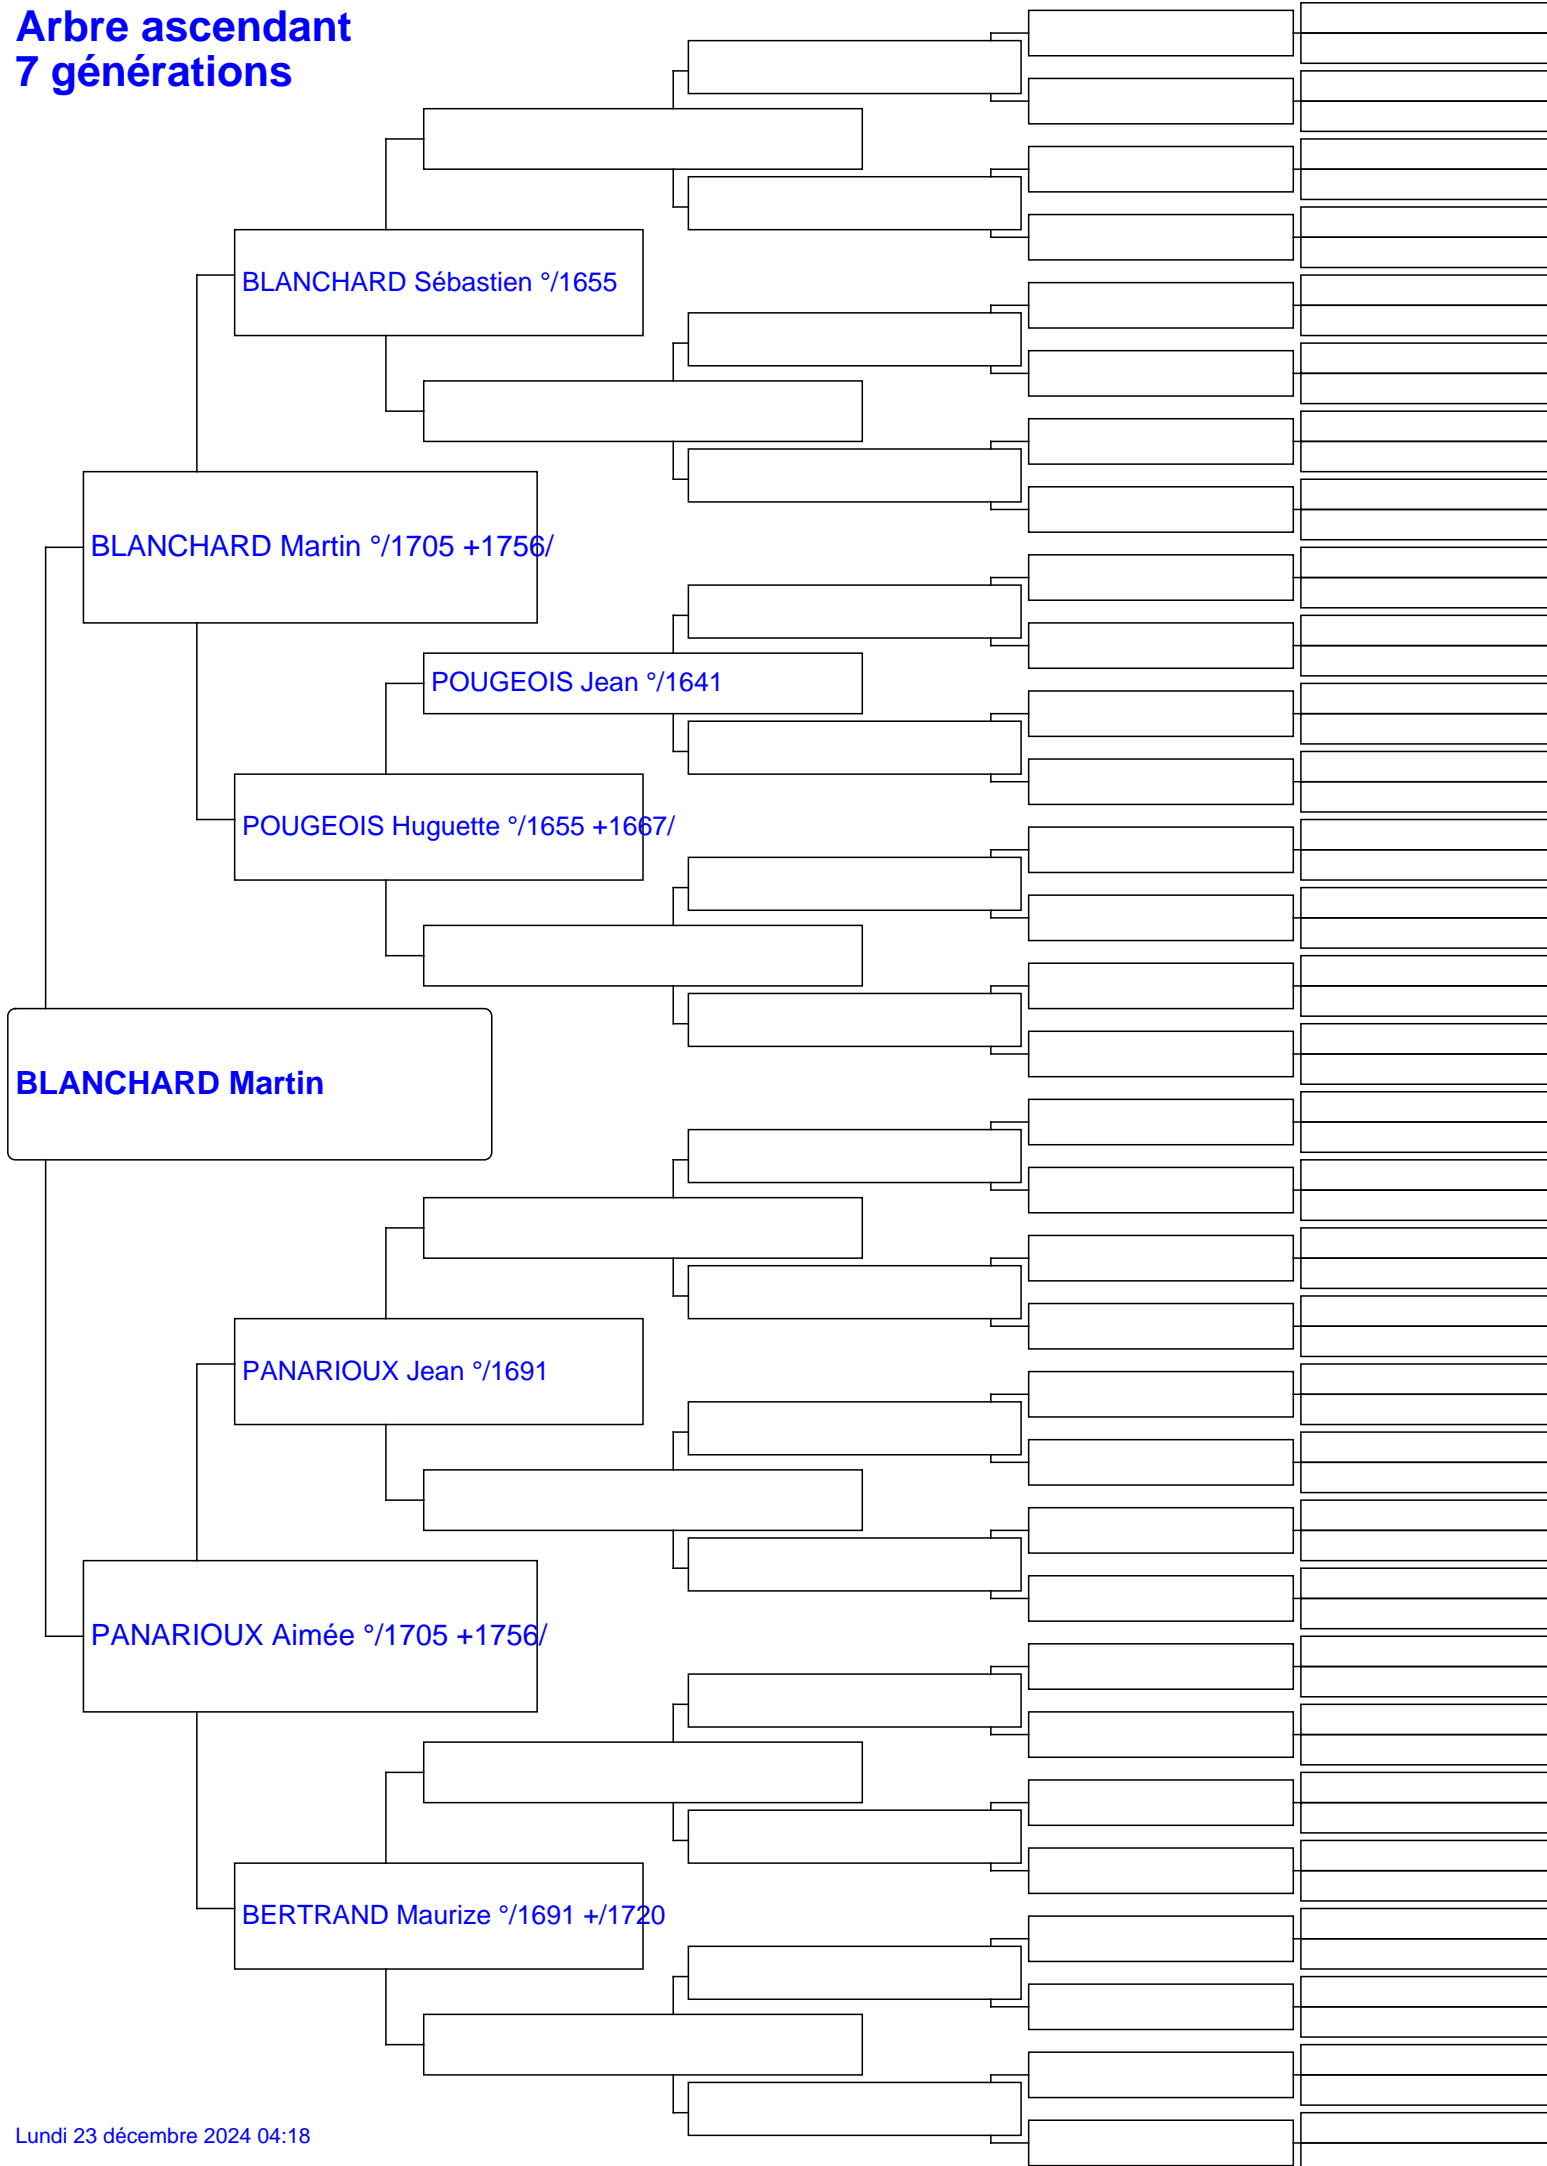 Arbre ascendant
7 générations
BLANCHARD Sébastien °/1655
BLANCHARD Martin °/1705 +1756/
POUGEOIS Jean °/1641
POUGEOIS Huguette °/1655 +1667/
BLANCHARD Martin
PANARIOUX Jean °/1691
PANARIOUX Aimée °/1705 +1756/
BERTRAND Maurize °/1691 +/1720
Lundi 23 décembre 2024 04:18